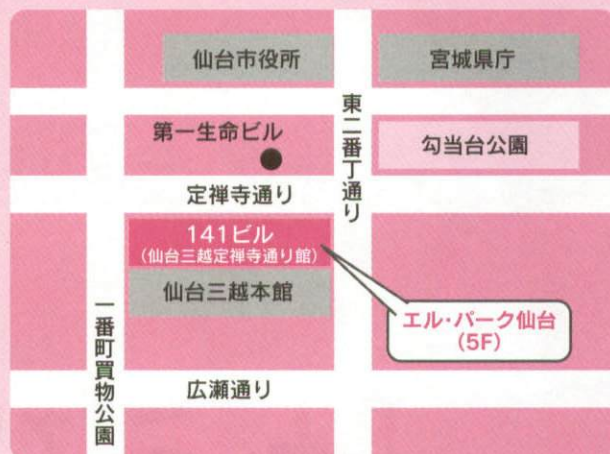 仙台市役所
宮城県庁
東二番丁通り
第一生命ビル
勾当台公園
定禅寺通り
141ビル
(仙台三越定禅寺通り館)
仙台三越本館
エル・パーク仙台
(5F)
一番町買物公園
広瀬通り